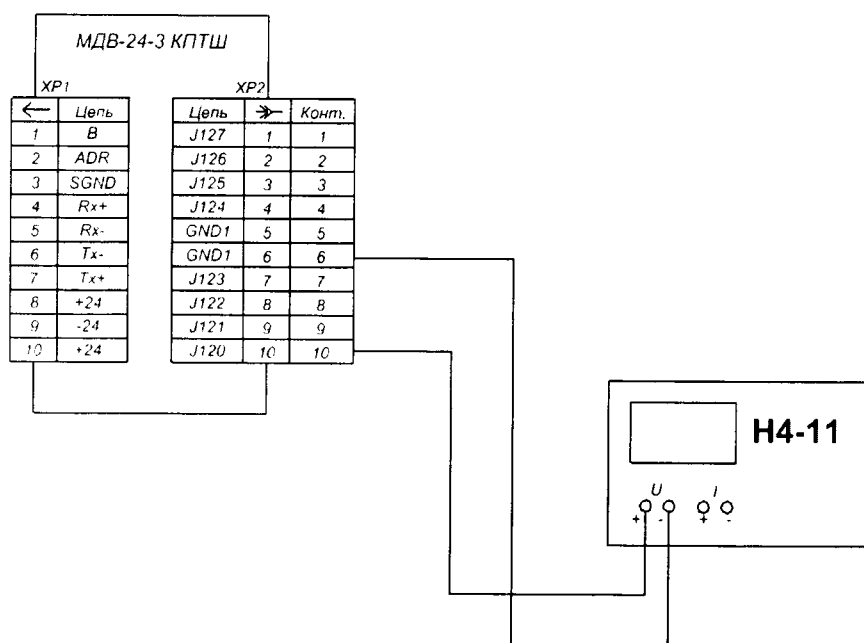 МДВ-24-3 КПТШ
XP1
Цепь
1 B
2 ADR
3 SGND
4 Rx+
5 Rx-
6 Tx-
7 Tx+
8 +24
9 -24
10 +24
XP2
Цепь Конт.
J127 1 1
J126 2 2
J125 3 3
J124 4 4
GND1 5 5
GND1 6 6
J123 7 7
J122 8 8
J121 9 9
J120 10 10
Н4-11
U I
+ - + -